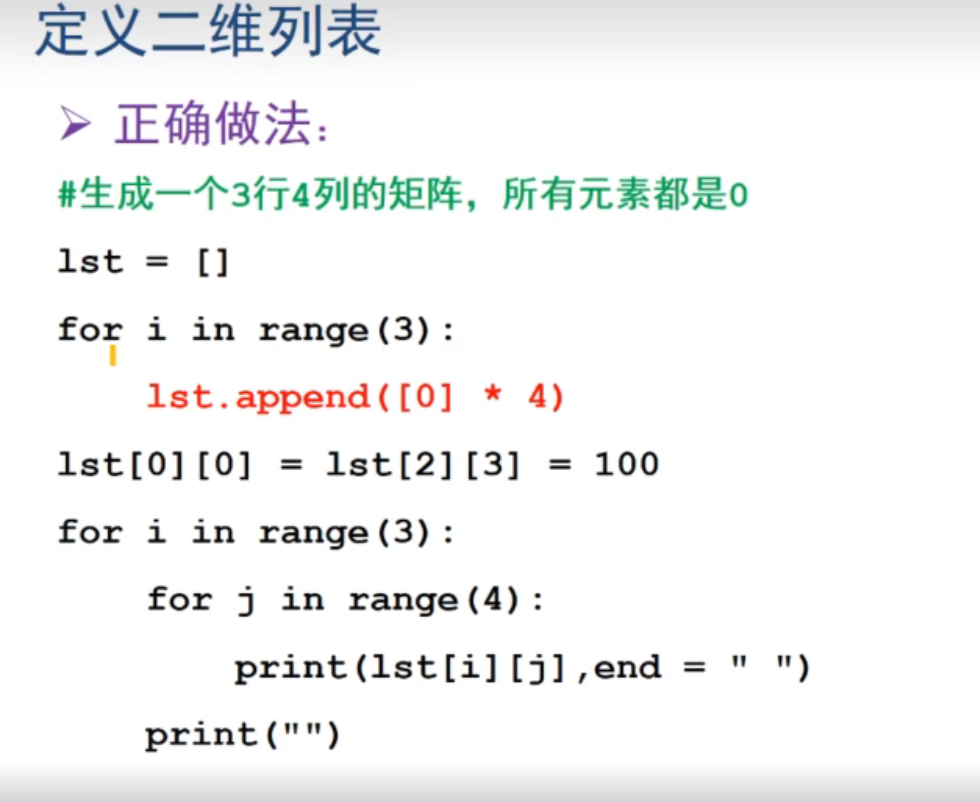 定义二维列表
➢ 正确做法:
#生成一个3行4列的矩阵，所有元素都是0
lst = []
for i in range(3):
    lst.append([0] * 4)
lst[0][0] = lst[2][3] = 100
for i in range(3):
    for j in range(4):
        print(lst[i][j],end = " ")
    print("")